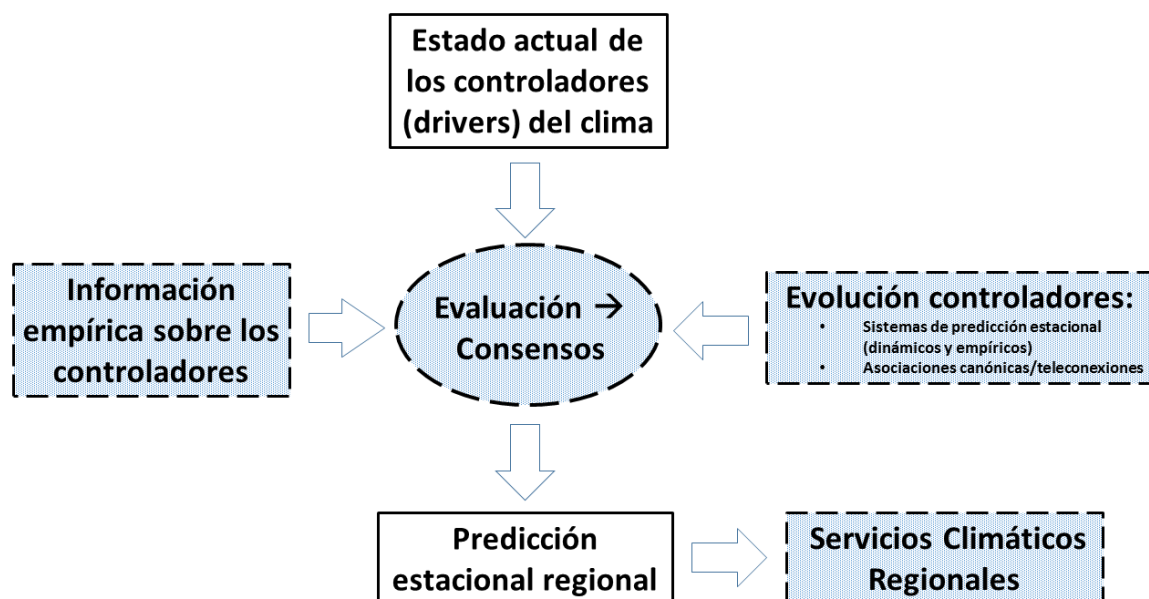 Estado actual de
los controladores
(drivers) del clima
Información
empírica sobre los
controladores
Evaluación →
Consensos
Evolución controladores:
• Sistemas de predicción estacional
(dinámicos y empíricos)
• Asociaciones canónicas/teleconexiones
Predicción
estacional regional
Servicios Climáticos
Regionales